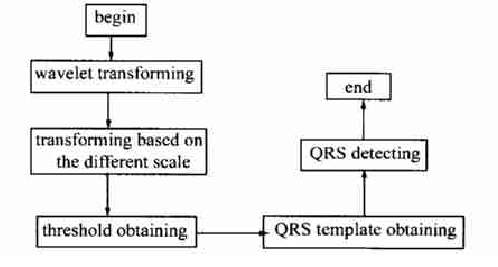 begin
wavelet transforming
transforming based on
the different scale
threshold obtaining
QRS template obtaining
QRS detecting
end